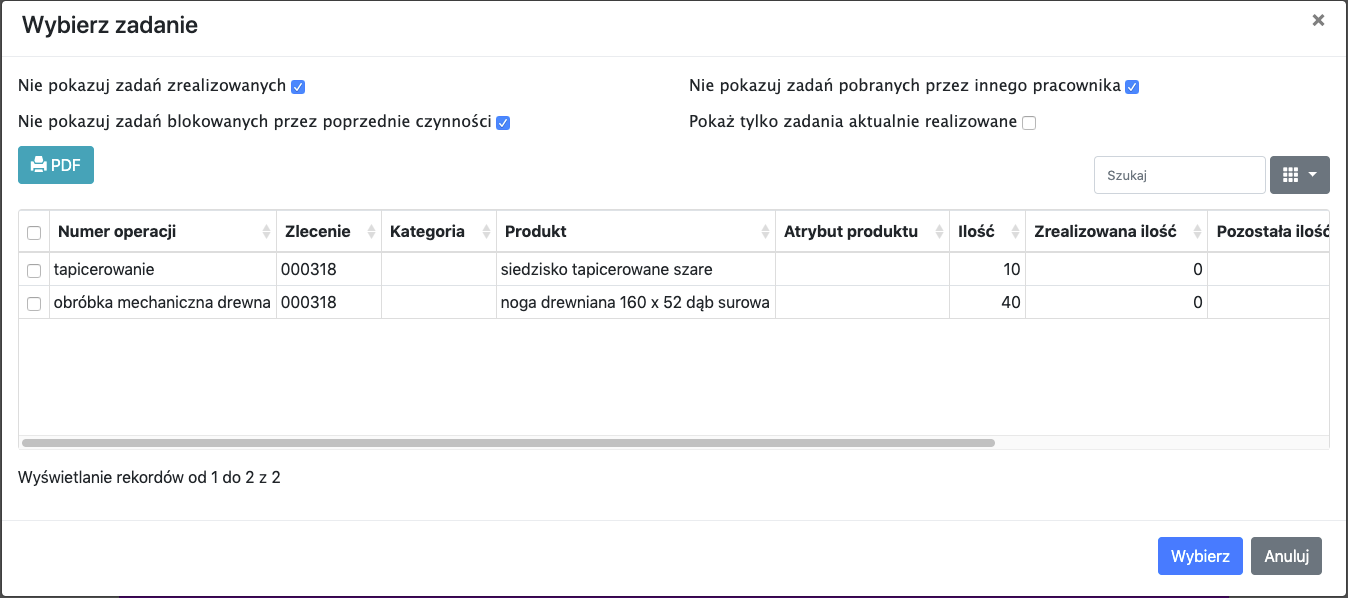 Wybierz zadanie
×
Nie pokazuj zadań zrealizowanych
Nie pokazuj zadań pobranych przez innego pracownika
Nie pokazuj zadań blokowanych przez poprzednie czynności
Pokaż tylko zadania aktualnie realizowane
PDF
Szukaj
Numer operacji Zlecenie Kategoria Produkt Atrybut produktu Ilość Zrealizowana ilość Pozostała ilość
tapicerowanie 000318 siedzisko tapicerowane szare 10 0
obróbka mechaniczna drewna 000318 noga drewniana 160 x 52 dąb surowa 40 0
Wyświetlanie rekordów od 1 do 2 z 2
Wybierz Anuluj